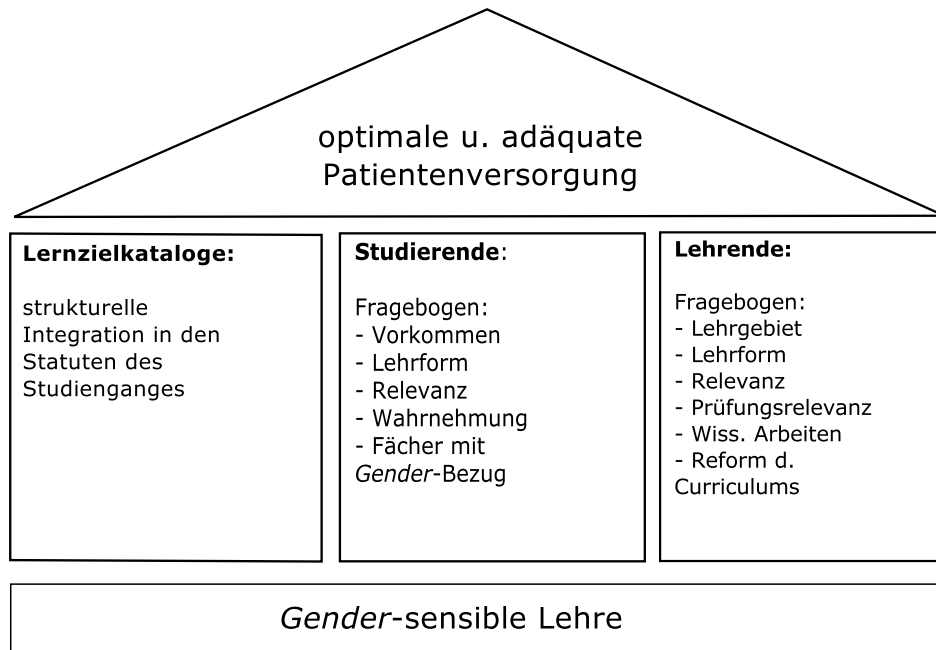 optimale u. adäquate
Patientenversorgung
Lernzielkataloge:
strukturelle
Integration in den
Statuten des
Studienganges
Studierende:
Fragebogen:
- Vorkommen
- Lehrform
- Relevanz
- Wahrnehmung
- Fächer mit
Gender-Bezug
Lehrende:
Fragebogen:
- Lehrgebiet
- Lehrform
- Relevanz
- Prüfungsrelevanz
- Wiss. Arbeiten
- Reform d.
Curriculums
Gender-sensible Lehre